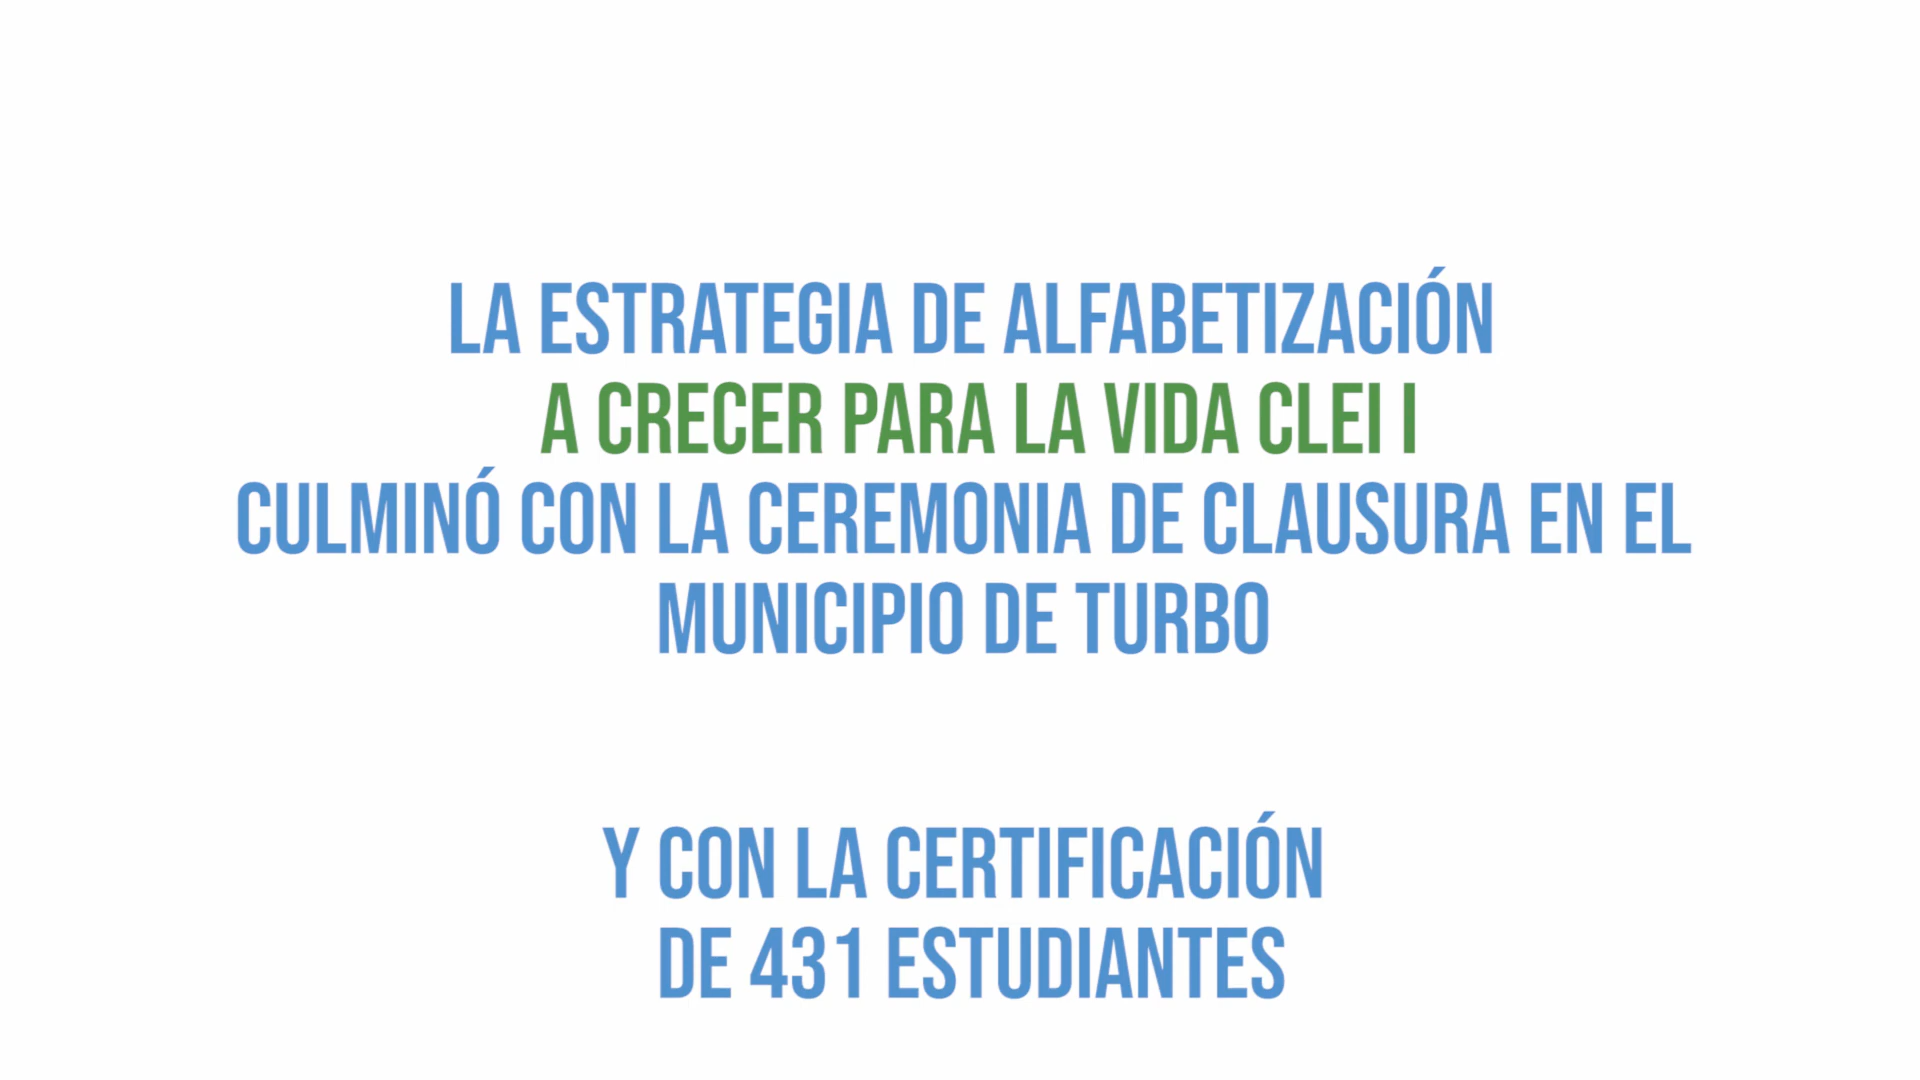 LA ESTRATEGIA DE ALFABETIZACIÓN
A CRECER PARA LA VIDA CLEI I
CULMINÓ CON LA CEREMONIA DE CLAUSURA EN EL
MUNICIPIO DE TURBO
Y CON LA CERTIFICACIÓN
DE 431 ESTUDIANTES